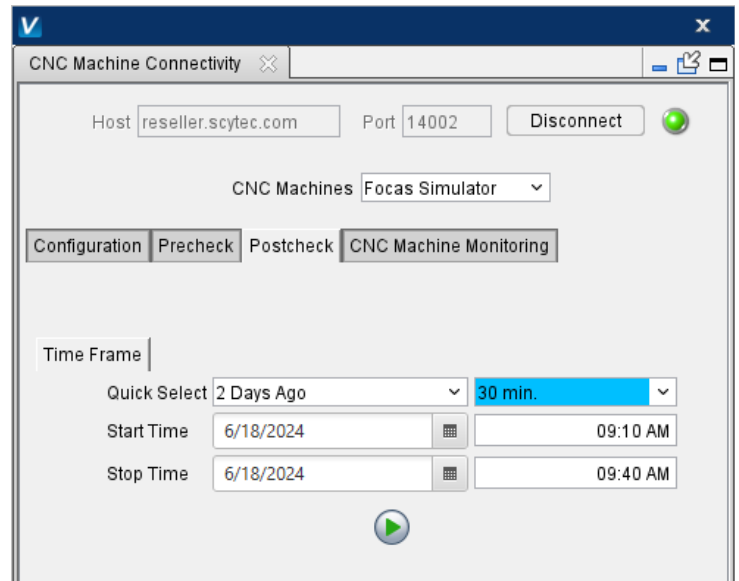 V x
CNC Machine Connectivity
Host reseller.scytec.com Port 14002 Disconnect
CNC Machines Focas Simulator
Configuration Precheck Postcheck CNC Machine Monitoring
Time Frame
Quick Select 2 Days Ago 30 min.
Start Time 6/18/2024 09:10 AM
Stop Time 6/18/2024 09:40 AM